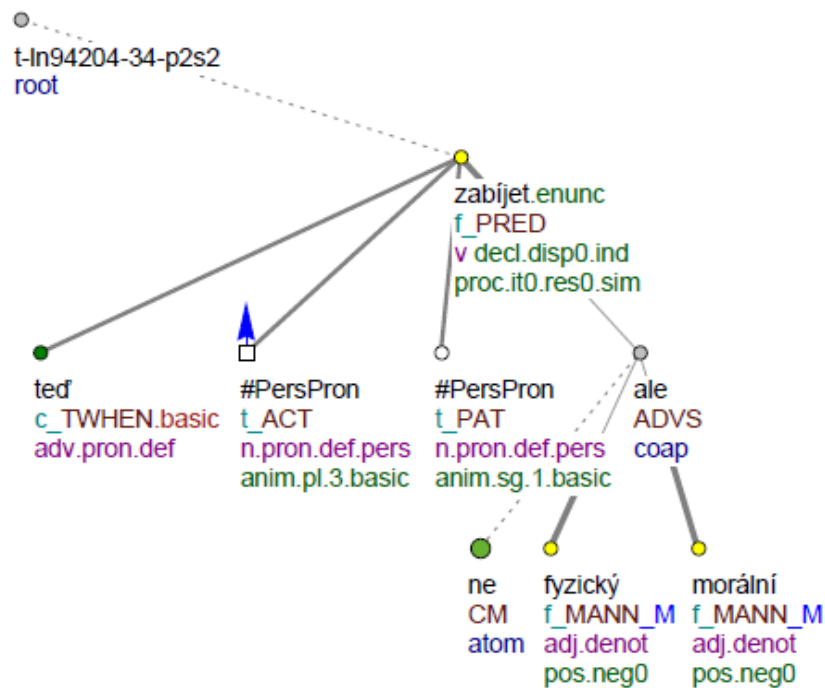 t-ln94204-34-p2s2
root
zabíjet.enunc
f_PRED
v decl.disp0.ind
proc.it0.res0.sim
teď
c_TWHEN.basic
adv.pron.def
#PersPron
t_ACT
n.pron.def.pers
anim.pl.3.basic
#PersPron
t_PAT
n.pron.def.pers
anim.sg.1.basic
ale
ADVS
coap
ne
CM
atom
fyzický
f_MANN_M
adj.denot
pos.neg0
morální
f_MANN_M
adj.denot
pos.neg0